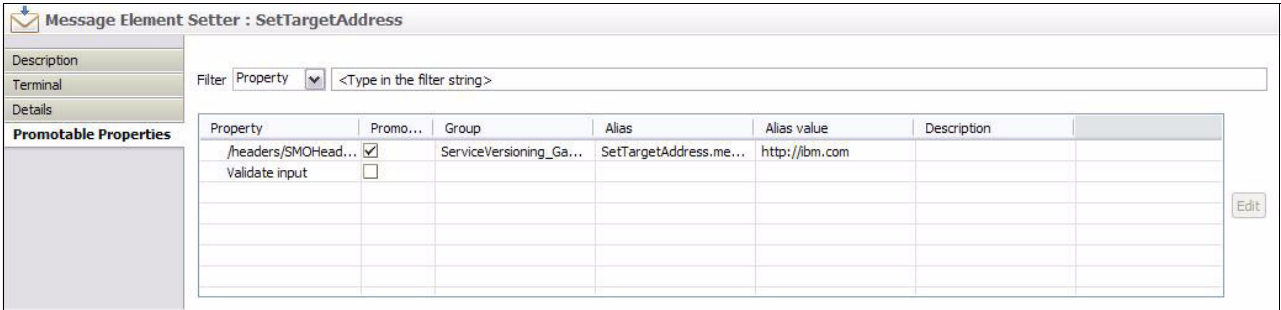 Message Element Setter : SetTargetAddress
Description
Terminal
Details
Promotable Properties
Filter Property <Type in the filter string>
Property Promo... Group Alias Alias value Description
/headers/SMOHead... ServiceVersioning_Ga... SetTargetAddress.me... http://ibm.com
Validate input
Edit